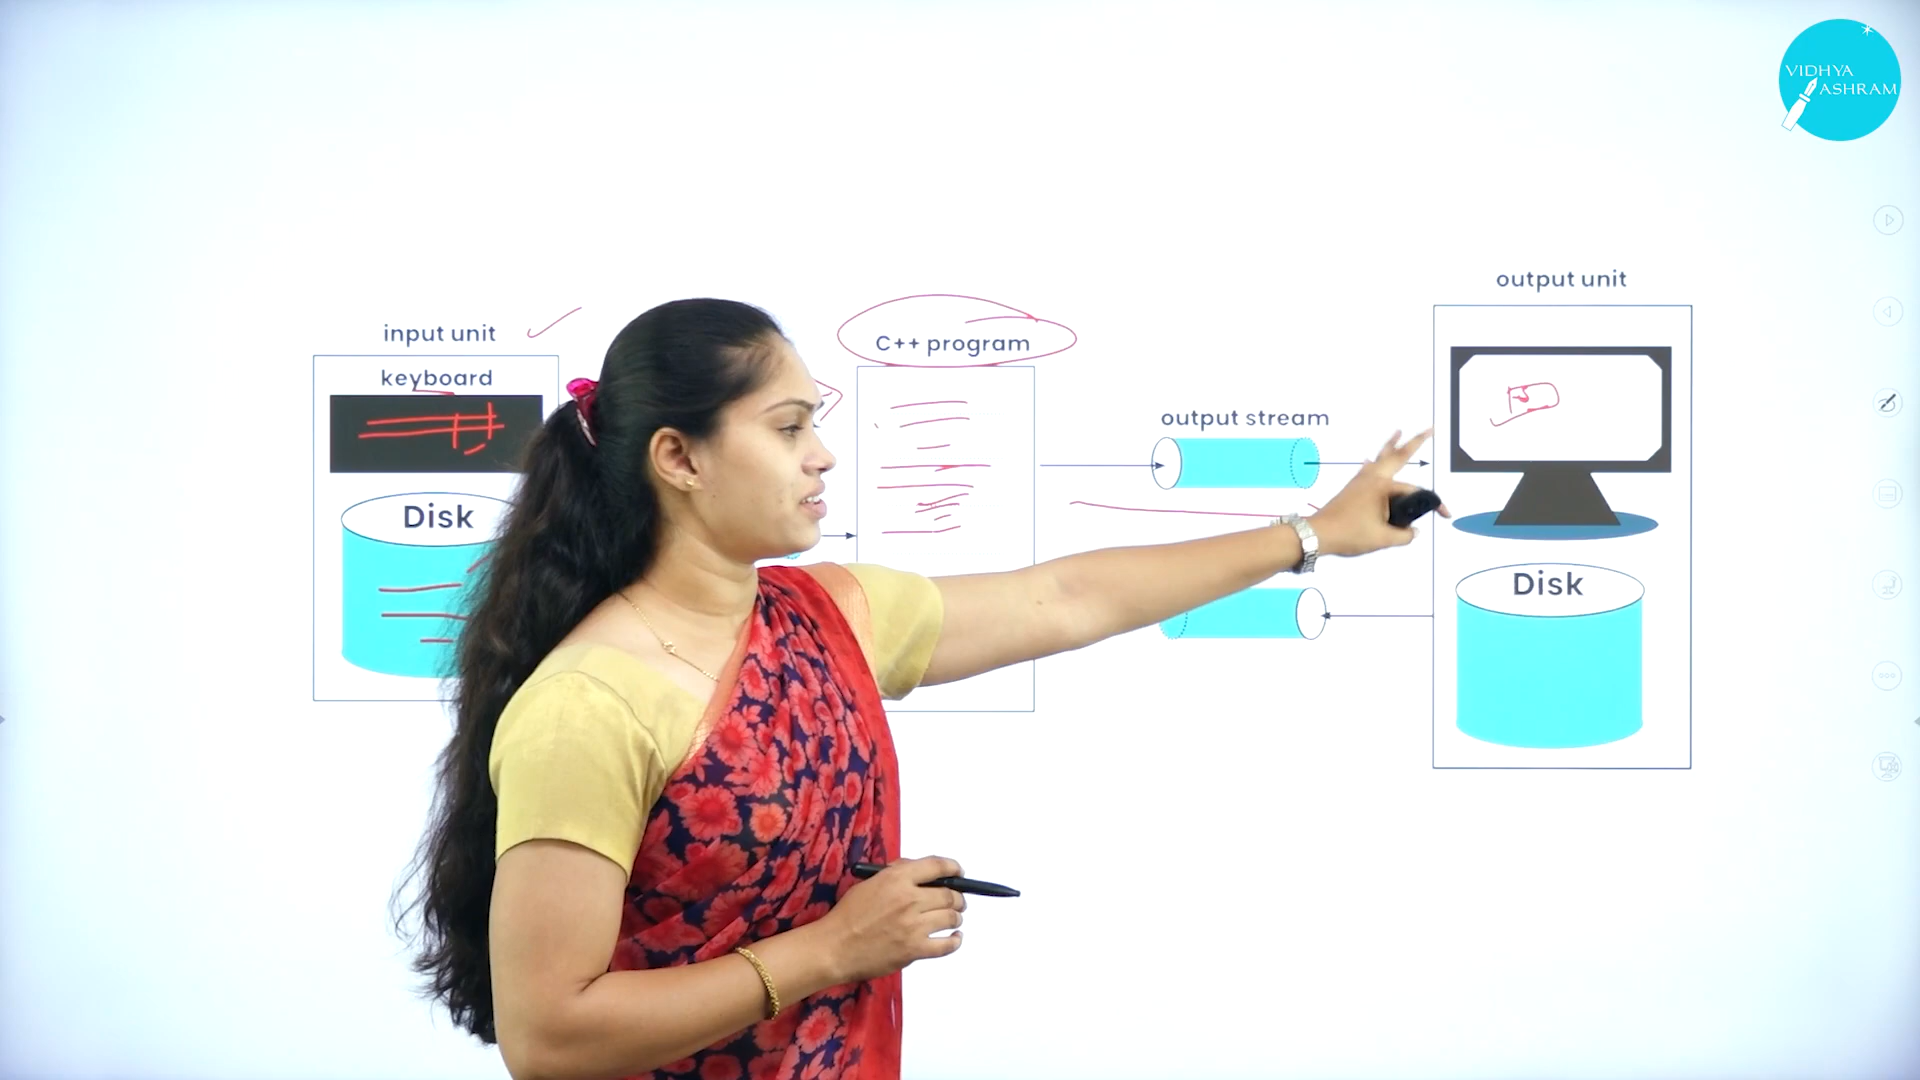 VIDHYA
ASHRAM
output unit
input unit
C++ program
keyboard
output stream
Disk
Disk